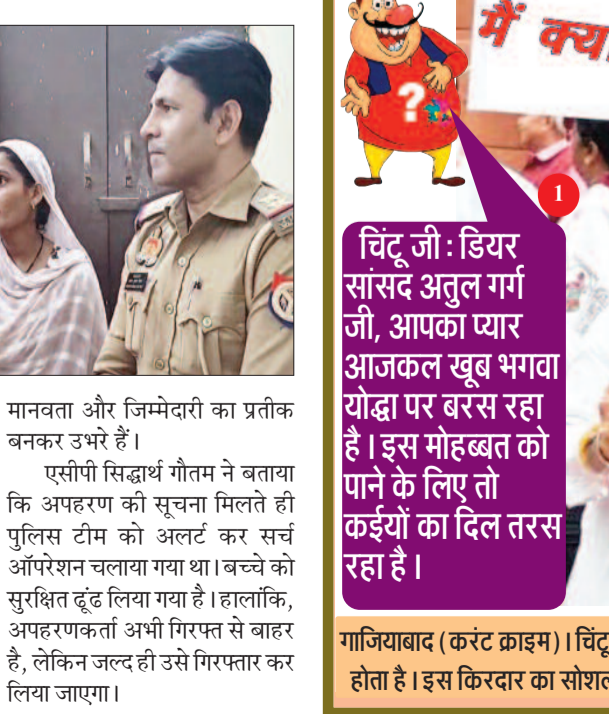 मानवता और जिम्मेदारी का प्रतीक
बनकर उभरे हैं।
एसीपी सिद्धार्थ गौतम ने बताया
कि अपहरण की सूचना मिलते ही
पुलिस टीम को अलर्ट कर सर्च
ऑपरेशन चलाया गया था। बच्चे को
सुरक्षित ढूंढ लिया गया है। हालांकि,
अपहरणकर्ता अभी गिरफ्त से बाहर
है, लेकिन जल्द ही उसे गिरफ्तार कर
लिया जाएगा।
मैं क्या
?
1
चिंटू जी : डियर
सांसद अतुल गर्ग
जी, आपका प्यार
आजकल खूब भगवा
योद्धा पर बरस रहा
है। इस मोहब्बत को
पाने के लिए तो
कईयों का दिल तरस
रहा है।
गाजियाबाद (करंट क्राइम)। चिंटू
होता है। इस किरदार का सोशल